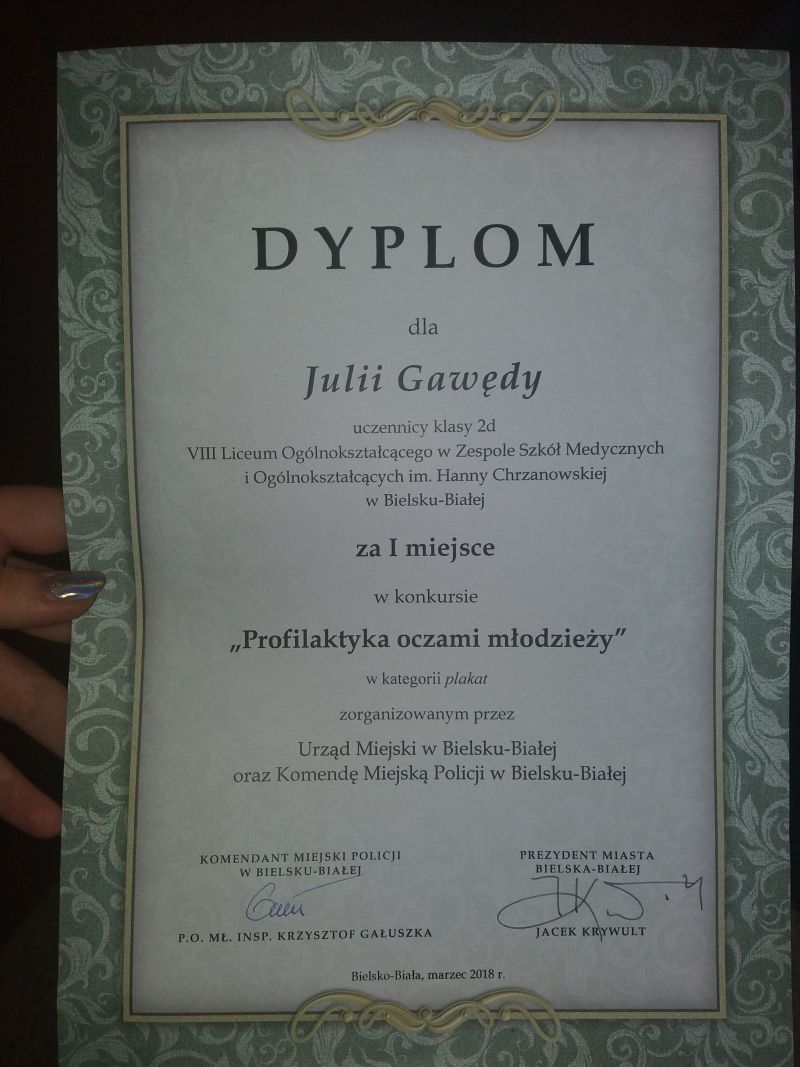 DYPLOM
dla
Julii Gawędy
uczennicy klasy 2d
VIII Liceum Ogólnokształcącego w Zespole Szkół Medycznych
i Ogólnokształcących im. Hanny Chrzanowskiej
w Bielsku-Białej
za I miejsce
w konkursie
„Profilaktyka oczami młodzieży”
w kategorii plakat
zorganizowanym przez
Urząd Miejski w Bielsku-Białej
oraz Komendę Miejską Policji w Bielsku-Białej
KOMENDANT MIEJSKI POLICJI
W BIELSKU-BIAŁEJ
P.O. MŁ. INSP. KRZYSZTOF GAŁUSZKA
PREZYDENT MIASTA
BIELSKA-BIAŁEJ
JACEK KRYWULT
Bielsko-Biała, marzec 2018 r.